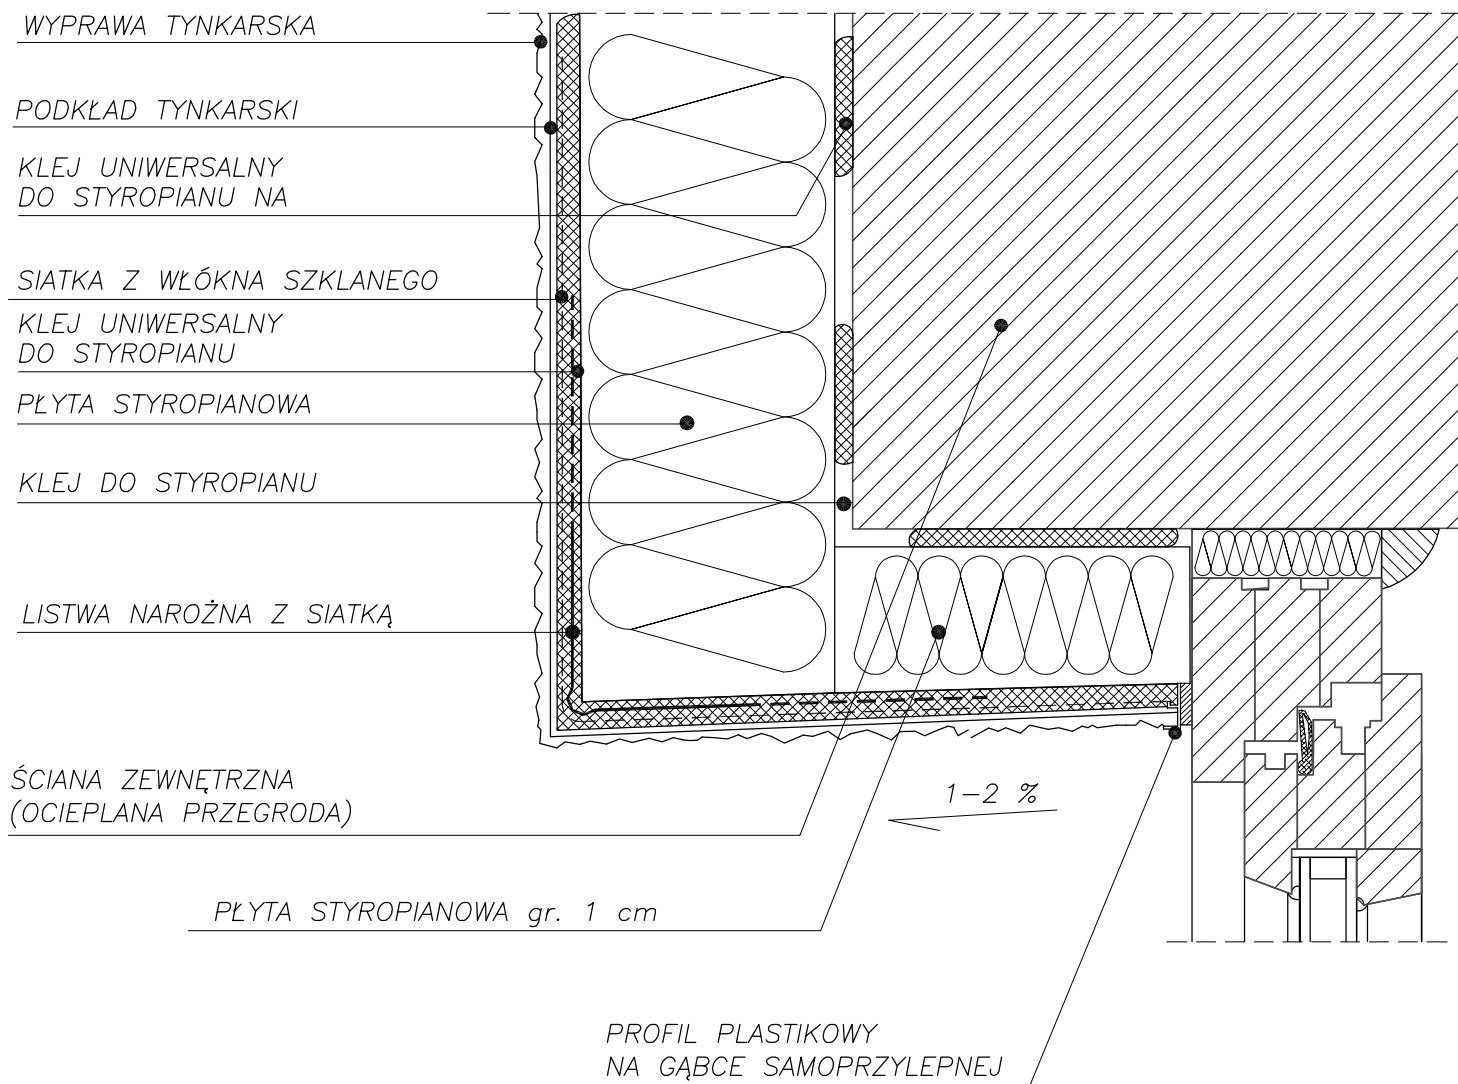 WYPRAWA TYNKARSKA
PODKŁAD TYNKARSKI
KLEJ UNIWERSALNY
DO STYROPIANU NA
SIATKA Z WŁÓKNA SZKLANEGO
KLEJ UNIWERSALNY
DO STYROPIANU
PŁYTA STYROPIANOWA
KLEJ DO STYROPIANU
LISTWA NAROŻNA Z SIATKĄ
ŚCIANA ZEWNĘTRZNA
(OCIEPLANA PRZEGRODA)
1-2 %
PŁYTA STYROPIANOWA gr. 1 cm
PROFIL PLASTIKOWY
NA GĄBCE SAMOPRZYLEPNEJ